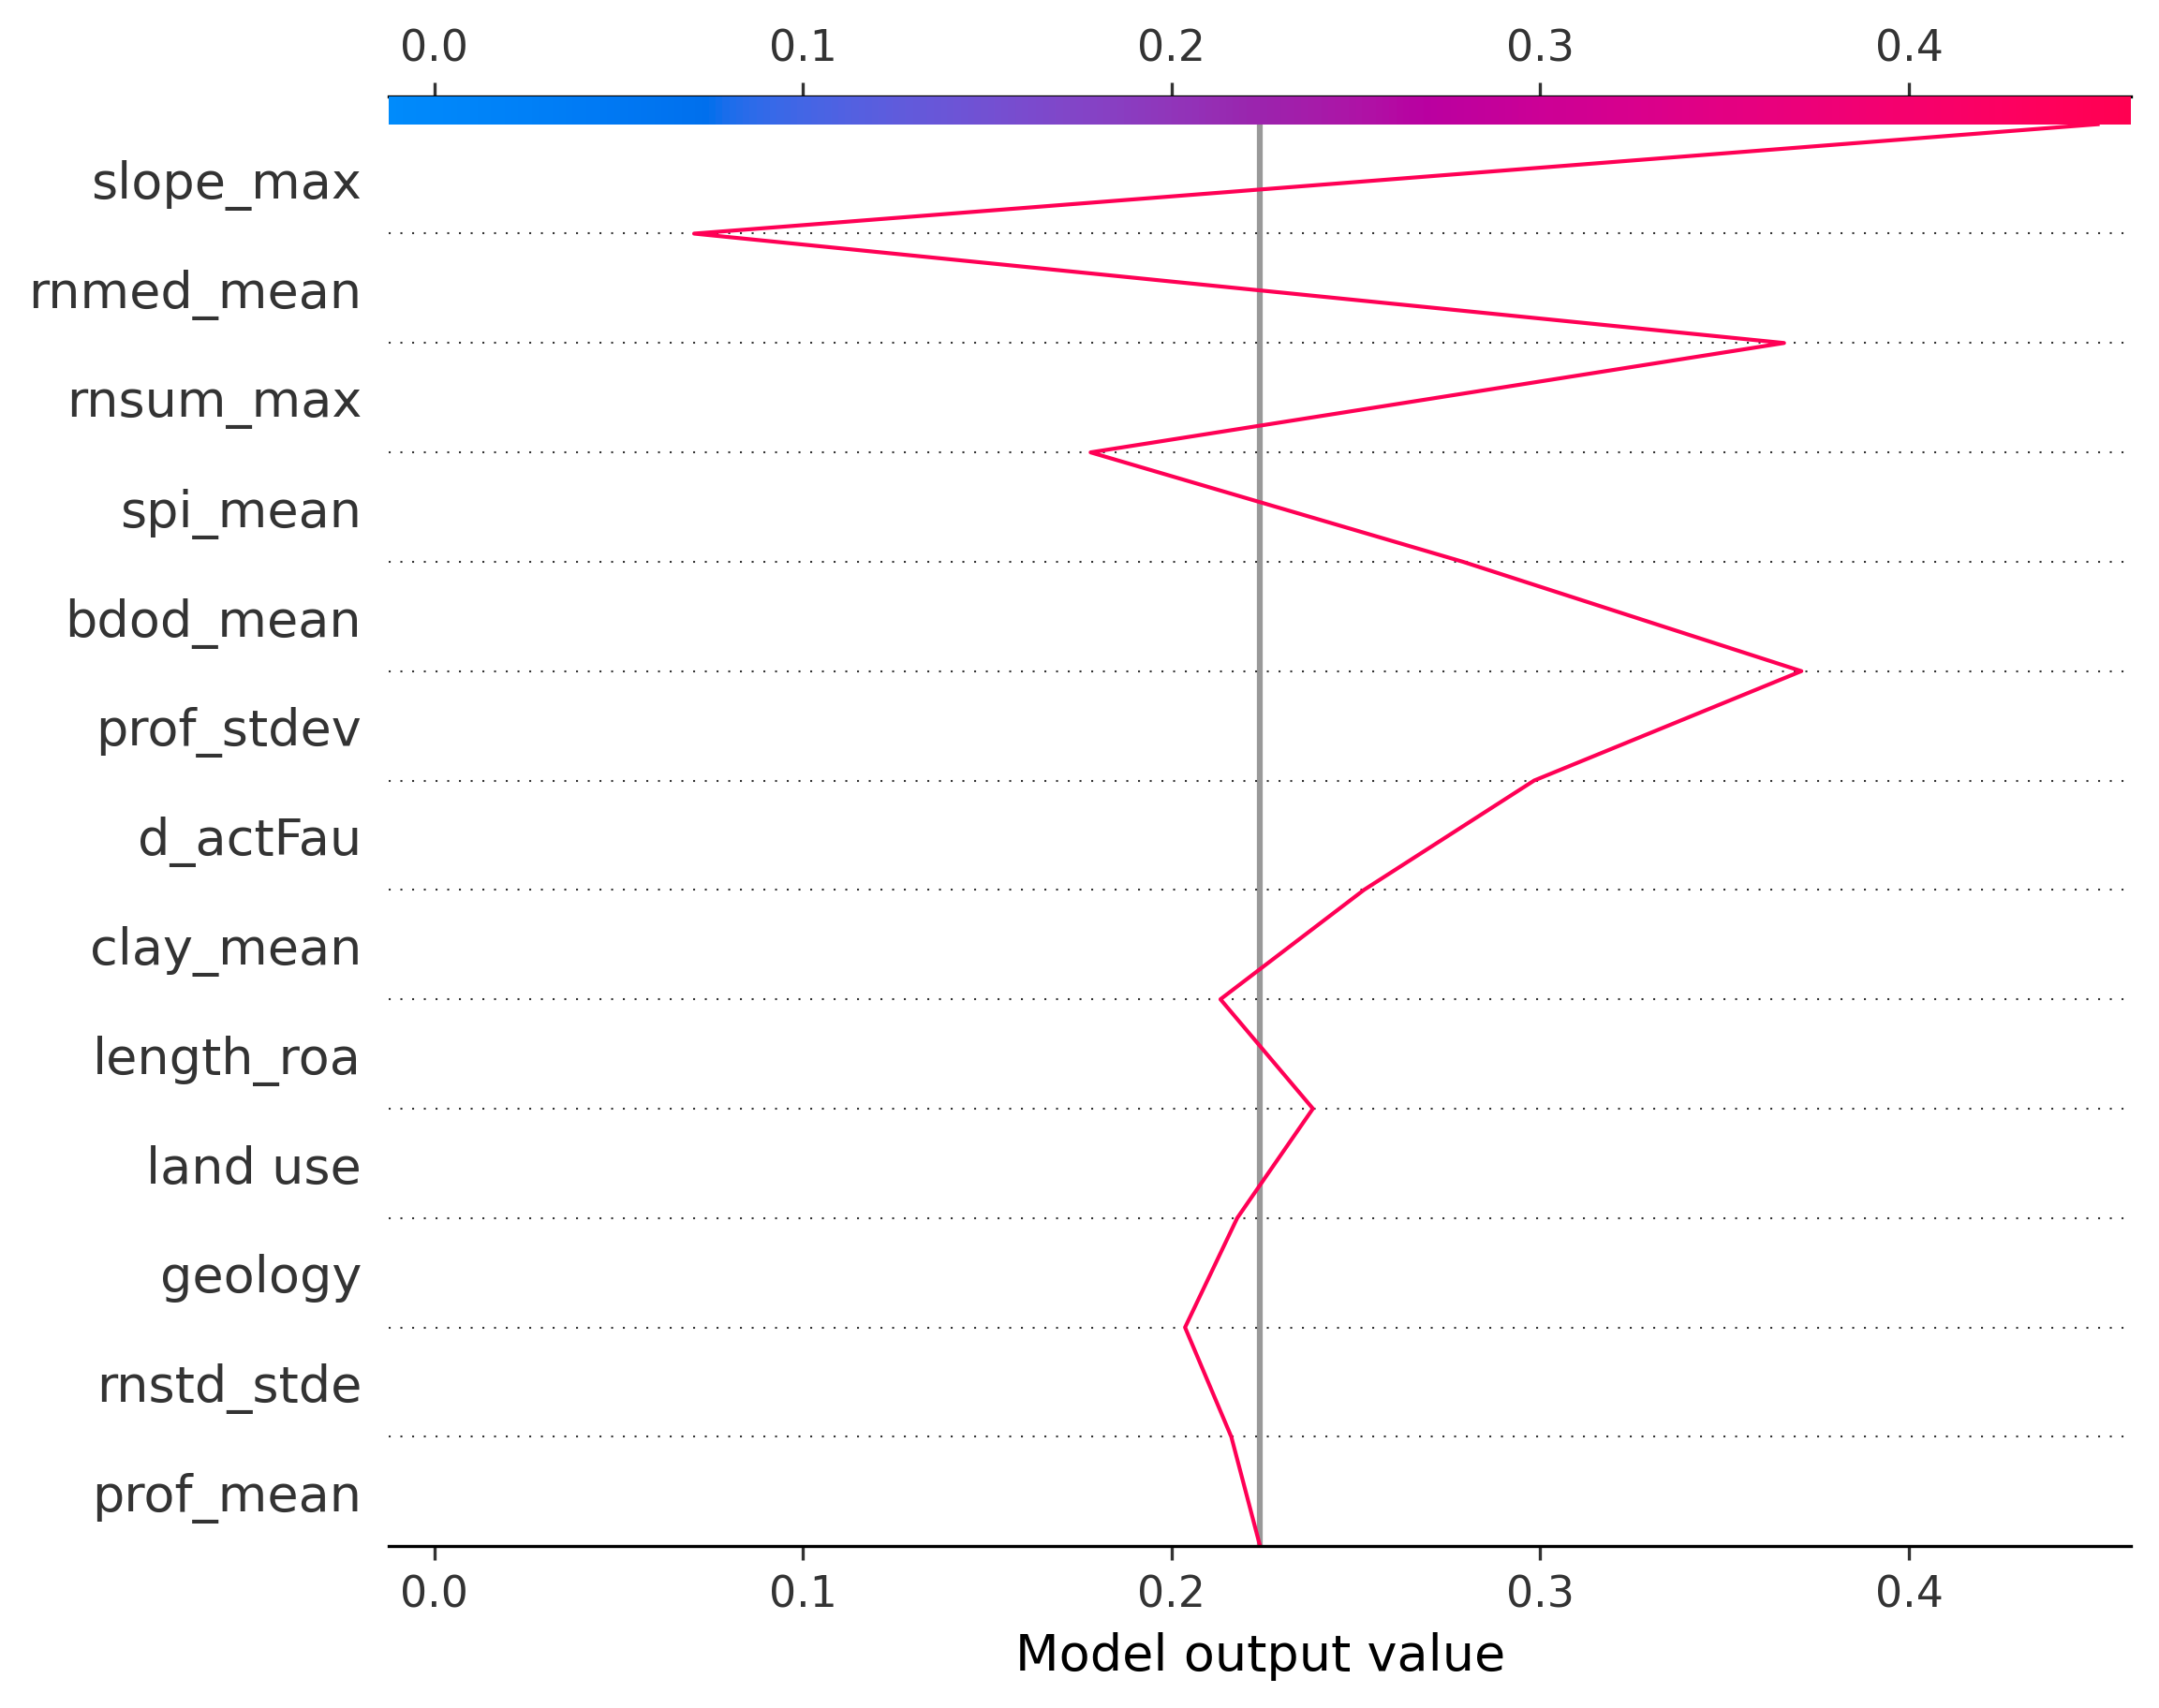 0.0 0.1 0.2 0.3 0.4
slope_max
rnmed_mean
rnsum_max
spi_mean
bdod_mean
prof_stdev
d_actFau
clay_mean
length_roa
land use
geology
rnstd_stde
prof_mean
0.0 0.1 0.2 0.3 0.4
Model output value